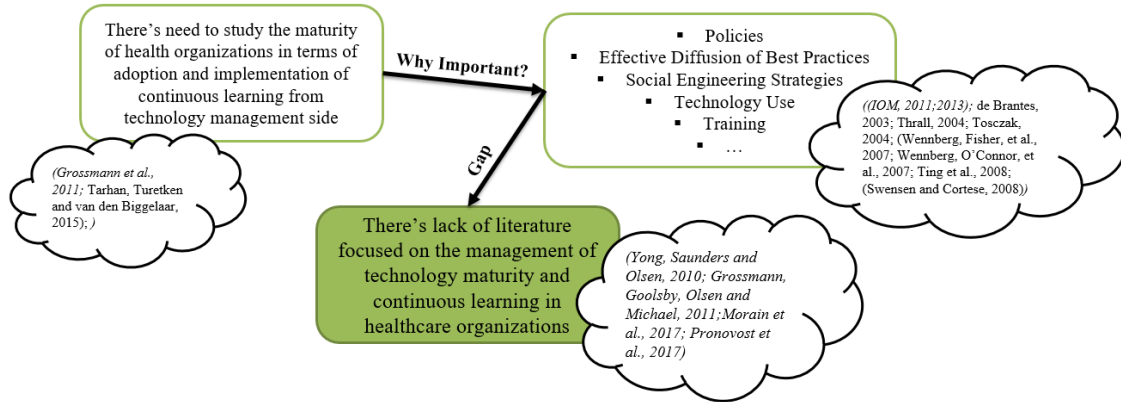 There's need to study the maturity
of health organizations in terms of
adoption and implementation of
continuous learning from
technology management side
(Grossmann et al.,
2011; Tarhan, Turetken
and van den Biggelaar,
2015); )
Why Important?
▪ Policies
▪ Effective Diffusion of Best Practices
▪ Social Engineering Strategies
▪ Technology Use
▪ Training
▪ …
((IOM, 2011;2013); de Brantes,
2003; Thrall, 2004; Tosczak,
2004; (Wennberg, Fisher, et al.,
2007; Wennberg, O'Connor, et
al., 2007; Ting et al., 2008;
(Swensen and Cortese, 2008))
Gap
There's lack of literature
focused on the management of
technology maturity and
continuous learning in
healthcare organizations
(Yong, Saunders and
Olsen, 2010; Grossmann,
Goolsby, Olsen and
Michael, 2011;Morain et
al., 2017; Pronovost et
al., 2017)